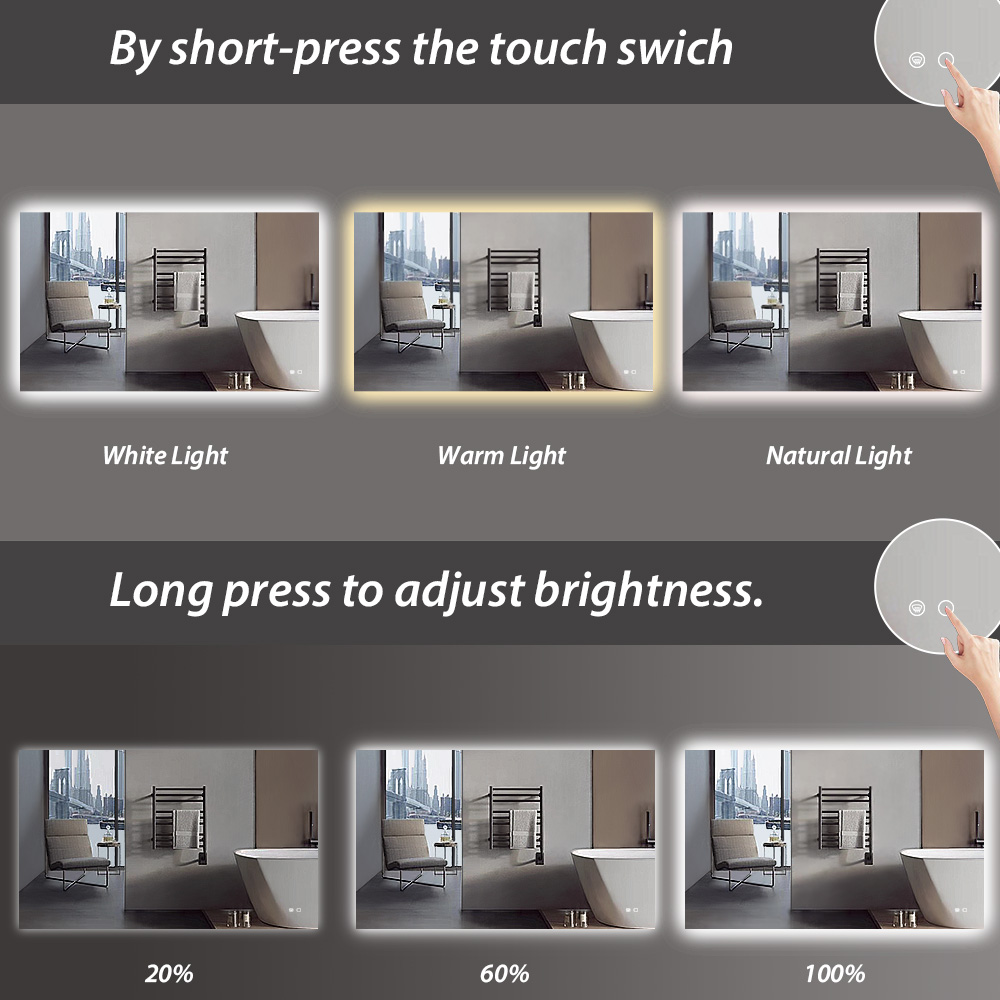 By short-press the touch swich
White Light
Warm Light
Natural Light
Long press to adjust brightness.
20%
60%
100%